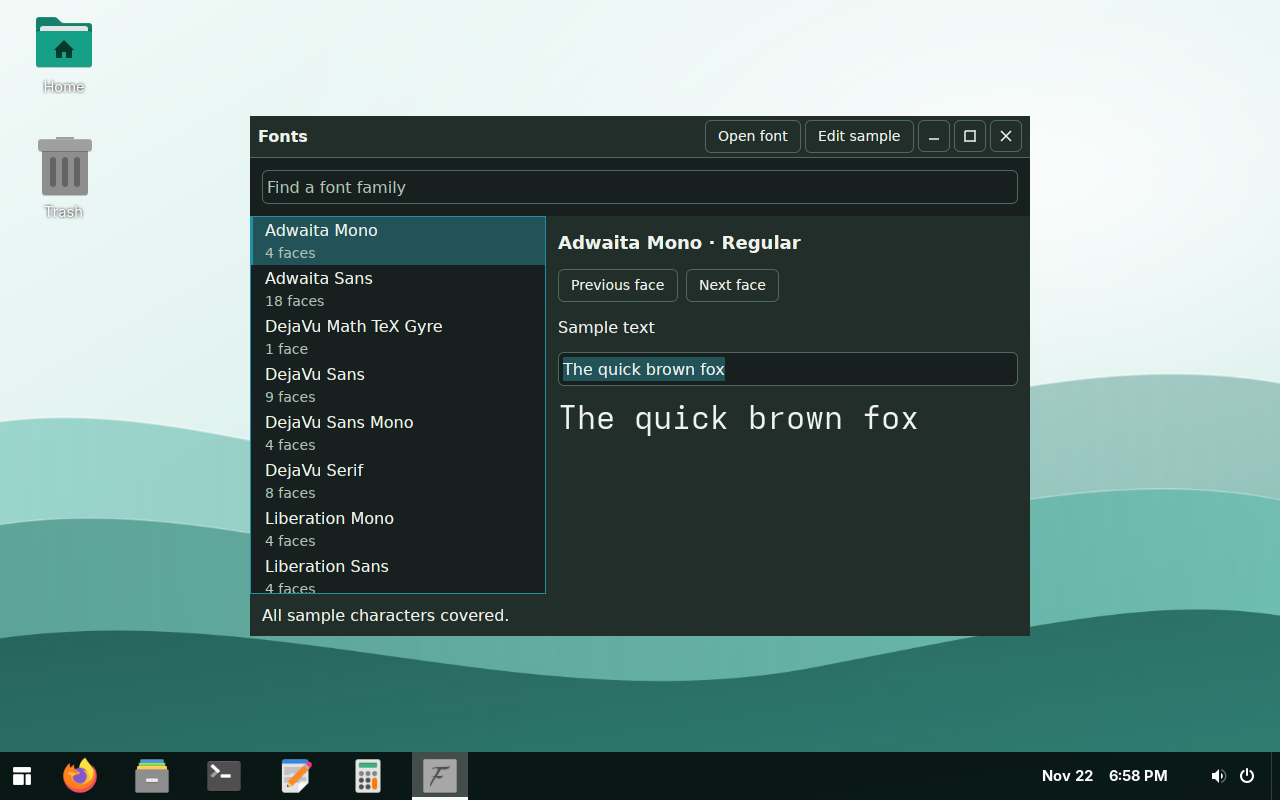 Home
Trash
Fonts
Open font
Edit sample
Find a font family
Adwaita Mono
4 faces
Adwaita Sans
18 faces
DejaVu Math TeX Gyre
1 face
DejaVu Sans
9 faces
DejaVu Sans Mono
4 faces
DejaVu Serif
8 faces
Liberation Mono
4 faces
Liberation Sans
4 faces
Adwaita Mono · Regular
Previous face
Next face
Sample text
The quick brown fox
The quick brown fox
All sample characters covered.
Nov 22 6:58 PM